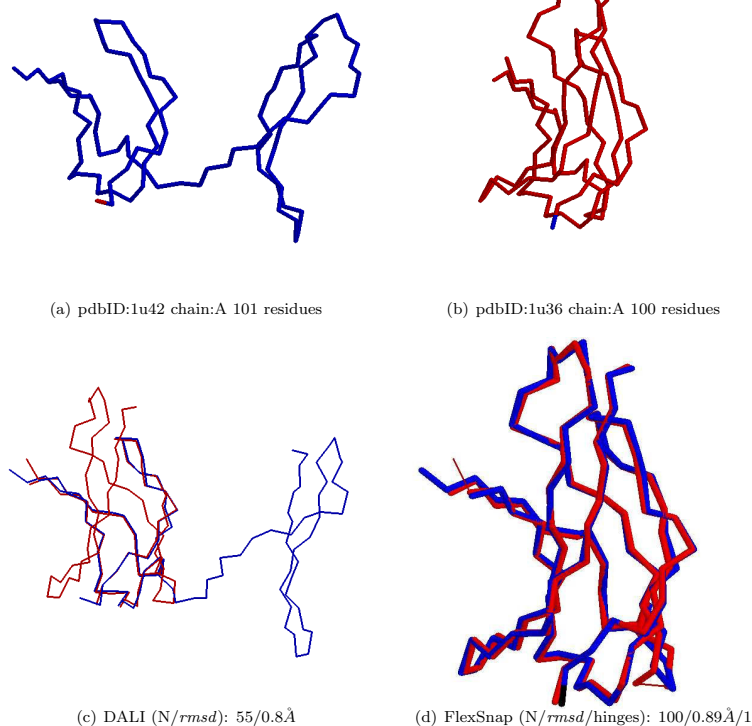 (a) pdbID:1u42 chain:A 101 residues
(b) pdbID:1u36 chain:A 100 residues
(c) DALI (N/rmsd): 55/0.8Å
(d) FlexSnap (N/rmsd/hinges): 100/0.89Å/1